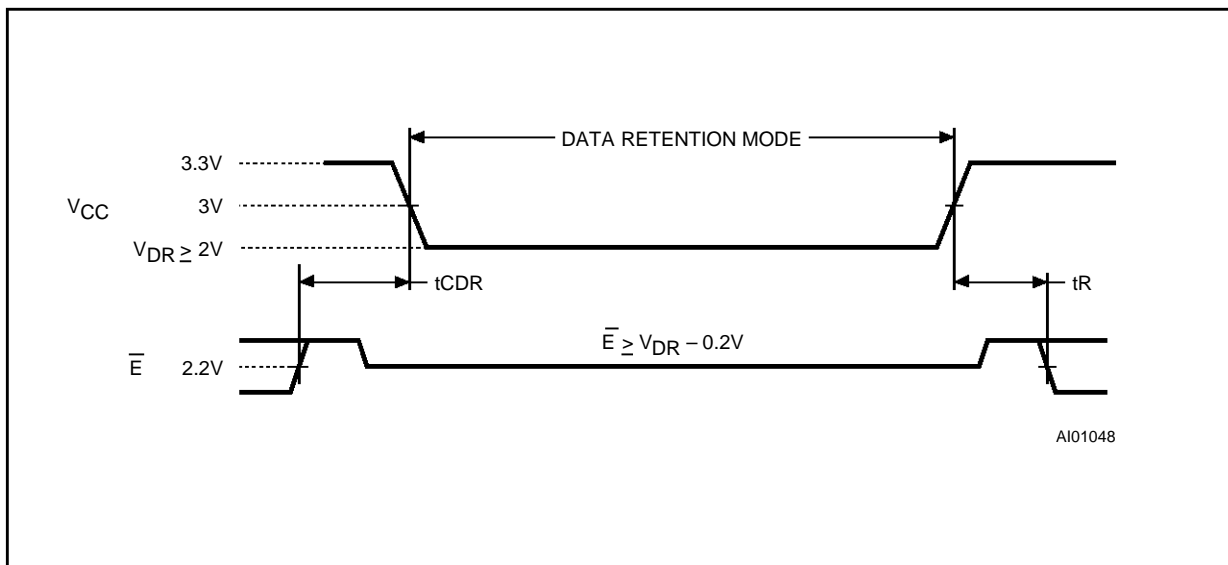 DATA RETENTION MODE
3.3V
VCC 3V
VDR ≥ 2V
tCDR
tR
E̅ ≥ VDR – 0.2V
E̅ 2.2V
AI01048